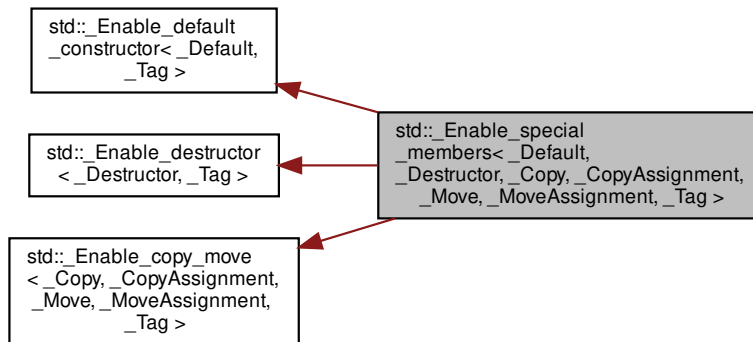 std::_Enable_default
_constructor< _Default,
_Tag >
std::_Enable_destructor
< _Destructor, _Tag >
std::_Enable_copy_move
< _Copy, _CopyAssignment,
_Move, _MoveAssignment,
_Tag >
std::_Enable_special
_members< _Default,
_Destructor, _Copy, _CopyAssignment,
_Move, _MoveAssignment, _Tag >